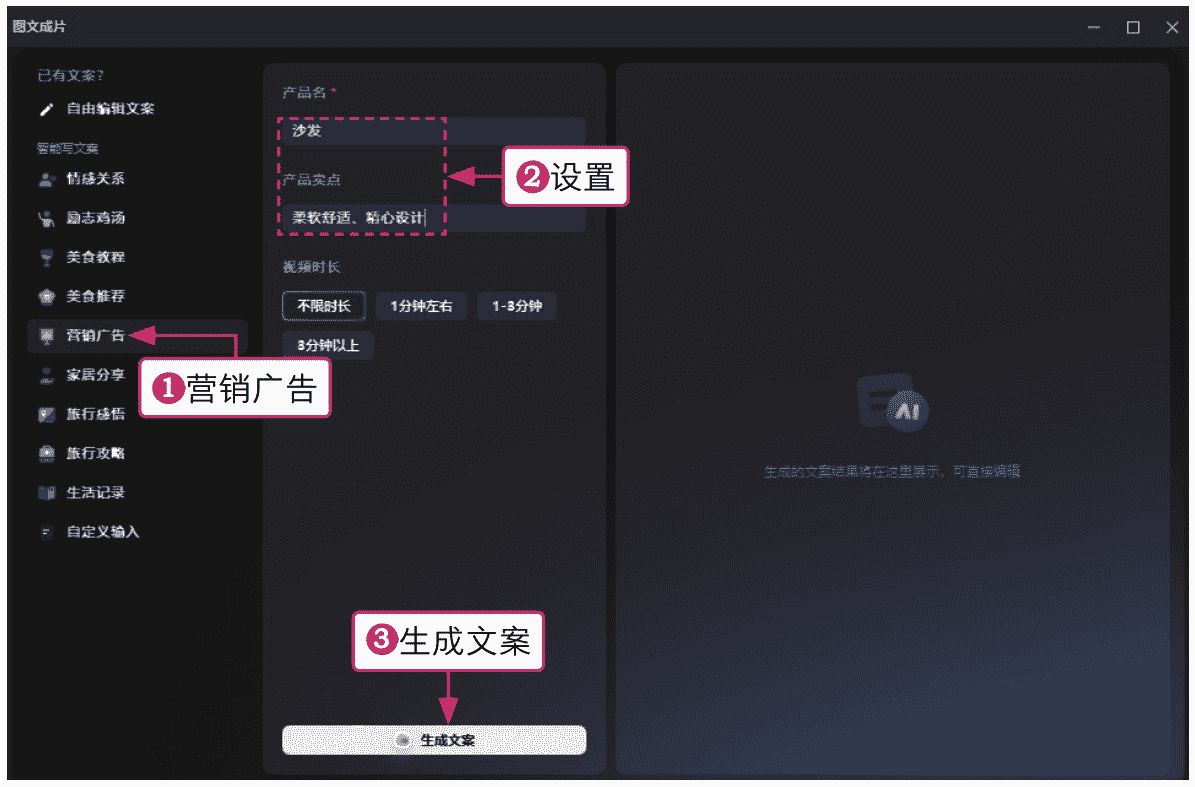 图文成片
已有文案?
自由编辑文案
智能写文案
情感关系
励志鸡汤
美食教程
美食推荐
营销广告
家居分享
旅行感悟
旅行攻略
生活记录
自定义输入
❶营销广告
产品名*
沙发
产品卖点
柔软舒适、精心设计
❷设置
视频时长
不限时长
1分钟左右
1-3分钟
3分钟以上
❸生成文案
生成文案
AI
生成的文案结果将在这里展示，可直接编辑